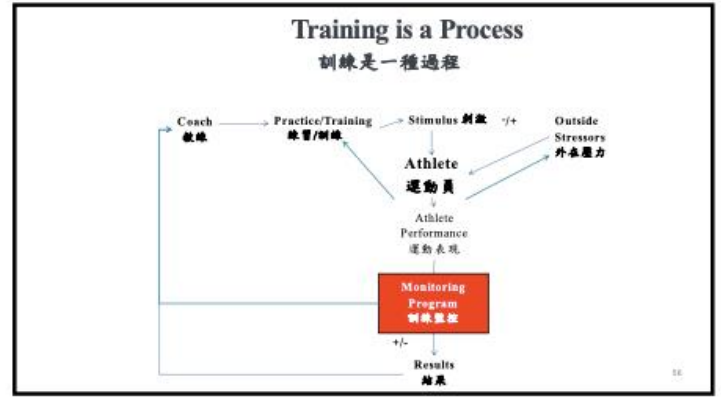 Training is a Process
訓練是一種過程
Coach
教練
Practice/Training
練習/訓練
Stimulus 刺激 -/+
Outside
Stressors
外在壓力
Athlete
運動員
Athlete
Performance
運動表現
Monitoring
Program
訓練監控
+/-
Results
結果